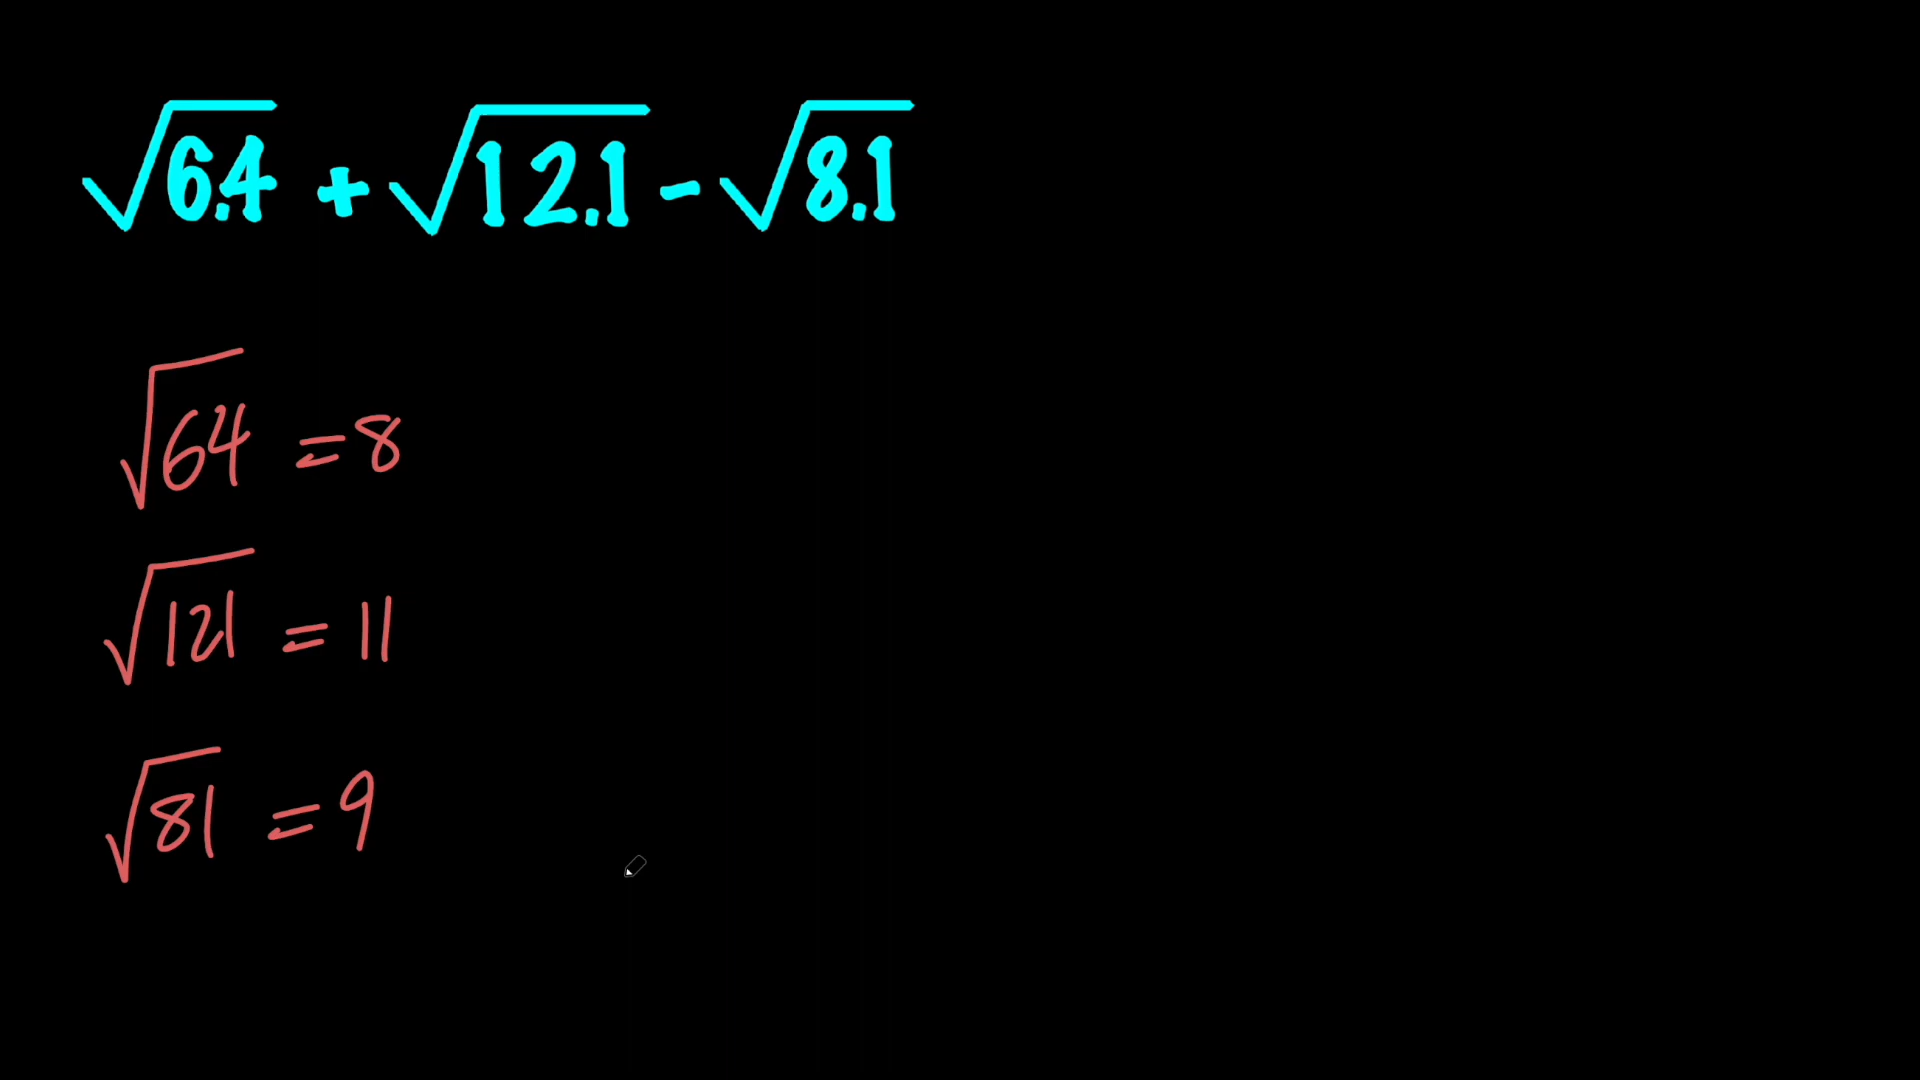 √6.4 + √12.1 - √8.1
√64 = 8
√121 = 11
√81 = 9